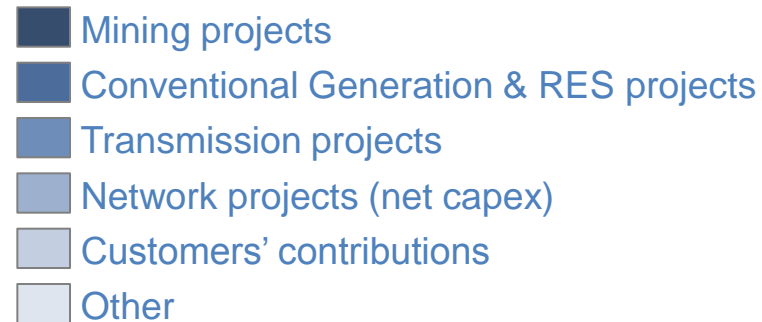 Mining projects
Conventional Generation & RES projects
Transmission projects
Network projects (net capex)
Customers’ contributions
Other